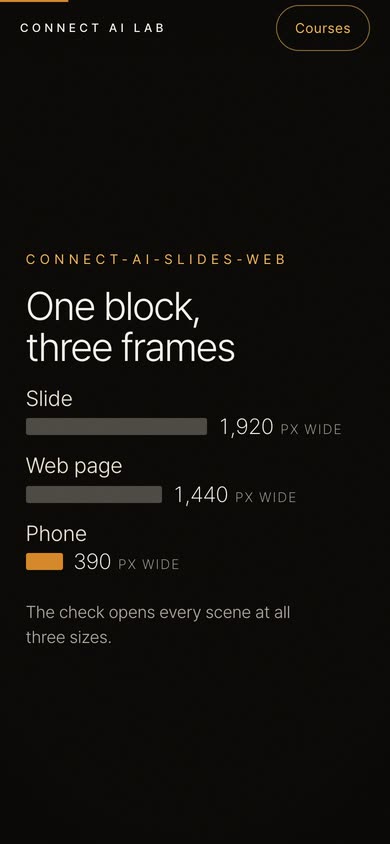 CONNECT AI LAB
Courses
CONNECT-AI-SLIDES-WEB
One block,
three frames
Slide
1,920 PX WIDE
Web page
1,440 PX WIDE
Phone
390 PX WIDE
The check opens every scene at all
three sizes.